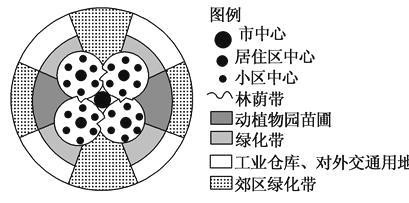 图例
市中心
居住区中心
小区中心
林荫带
动植物园苗圃
绿化带
工业仓库、对外交通用地
郊区绿化带